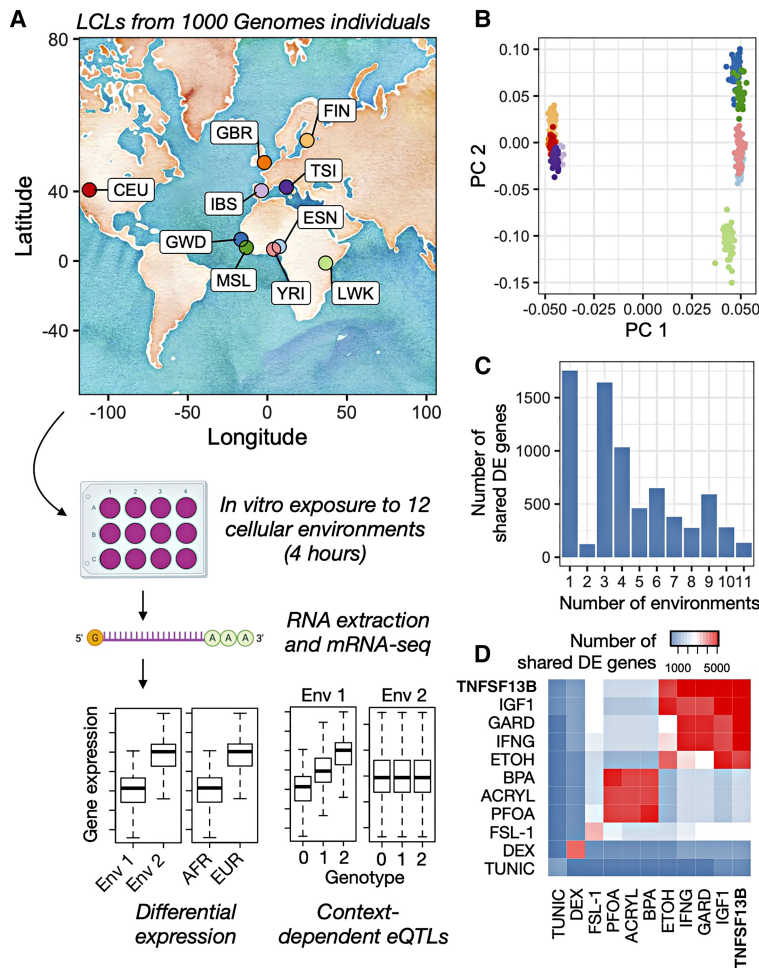 A
LCLs from 1000 Genomes individuals
80
40
0
-40
Latitude
FIN
GBR
TSI
CEU
IBS
ESN
GWD
MSL
YRI
LWK
-100
-50
0
50
100
Longitude
1 2 3 4
A
B
C
In vitro exposure to 12
cellular environments
(4 hours)
RNA extraction
and mRNA-seq
5' G A A A 3'
Gene expression
Env 1
Env 2
AFR
EUR
Env 1 Env 2
0 1 2 0 1 2
Genotype
Differential
expression
Context-
dependent eQTLs
B
0.10
0.05
0.00
-0.05
-0.10
-0.15
PC 2
-0.050
-0.025
0.000
0.025
0.050
PC 1
C
1500
1000
500
0
Number of
shared DE genes
1 2 3 4 5 6 7 8 9 10 11
Number of environments
D
Number of
shared DE genes
1000 5000
TNFSF13B
IGF1
GARD
IFNG
ETOH
BPA
ACRYL
PFOA
FSL-1
DEX
TUNIC
TUNIC
DEX
FSL-1
PFOA
ACRYL
BPA
ETOH
IFNG
GARD
IGF1
TNFSF13B